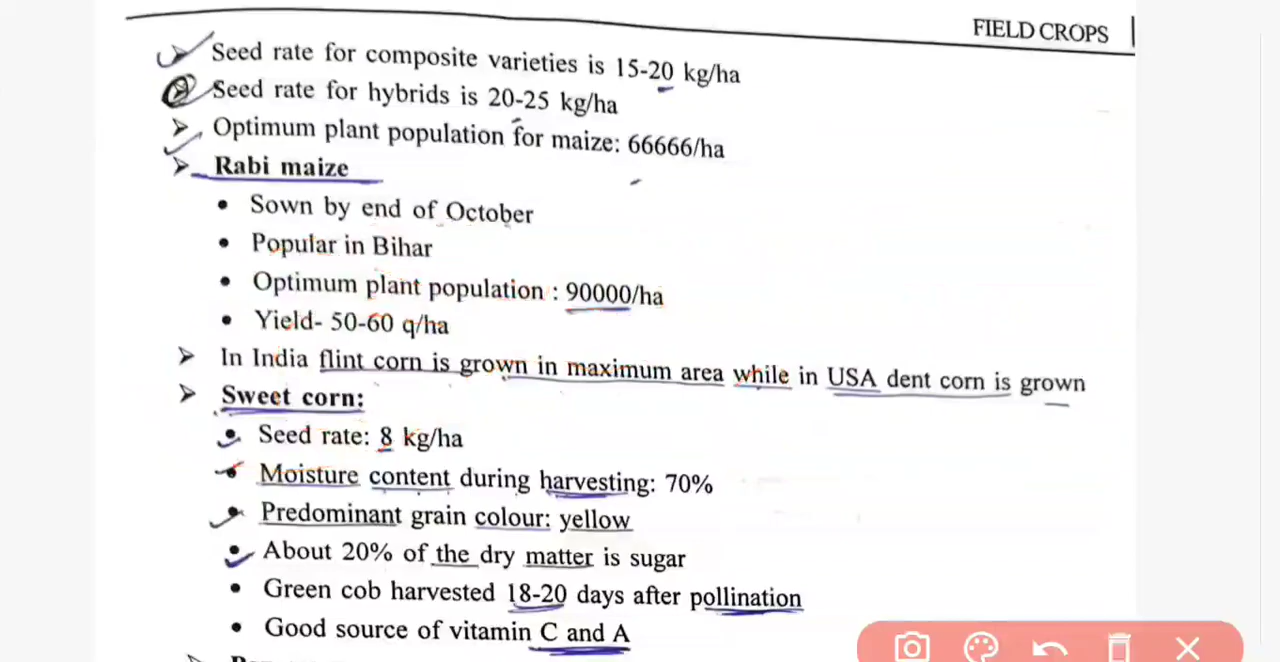 FIELD CROPS
➤ Seed rate for composite varieties is 15-20 kg/ha
➤ Seed rate for hybrids is 20-25 kg/ha
➤ Optimum plant population for maize: 66666/ha
➤ Rabi maize
• Sown by end of October
• Popular in Bihar
• Optimum plant population : 90000/ha
• Yield- 50-60 q/ha
➤ In India flint corn is grown in maximum area while in USA dent corn is grown
➤ Sweet corn:
• Seed rate: 8 kg/ha
• Moisture content during harvesting: 70%
• Predominant grain colour: yellow
• About 20% of the dry matter is sugar
• Green cob harvested 18-20 days after pollination
• Good source of vitamin C and A